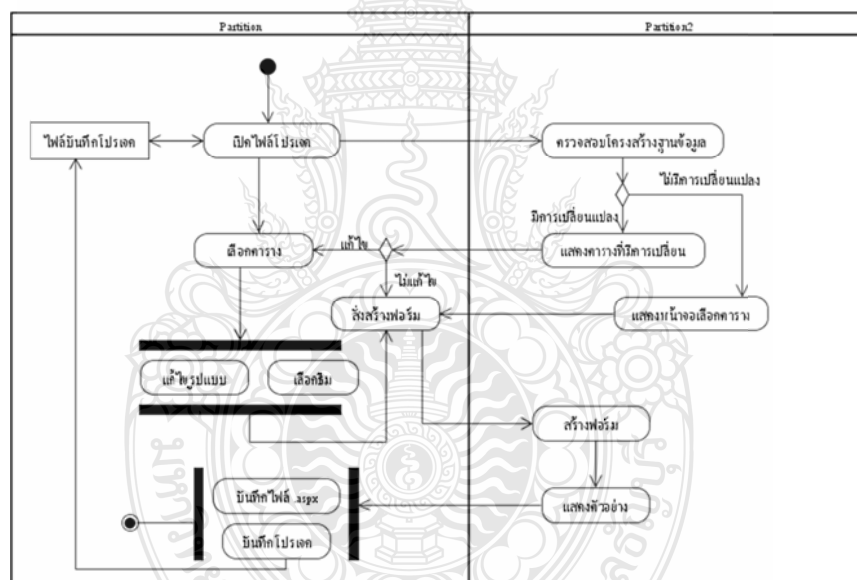 Partition
Partition2
ไฟล์บันทึกโปรเจค
เปิดไฟล์โปรเจค
ตรวจสอบโครงสร้างฐานข้อมูล
ไม่มีการเปลี่ยนแปลง
มีการเปลี่ยนแปลง
เลือกตาราง
แก้ไข
แสดงตารางที่มีการเปลี่ยน
ไม่แก้ไข
สั่งสร้างฟอร์ม
แสดงหน้าจอเลือกตาราง
แก้ไขรูปแบบ
เลือกธีม
สร้างฟอร์ม
บันทึกไฟล์ .aspx
แสดงตัวอย่าง
บันทึกโปรเจค